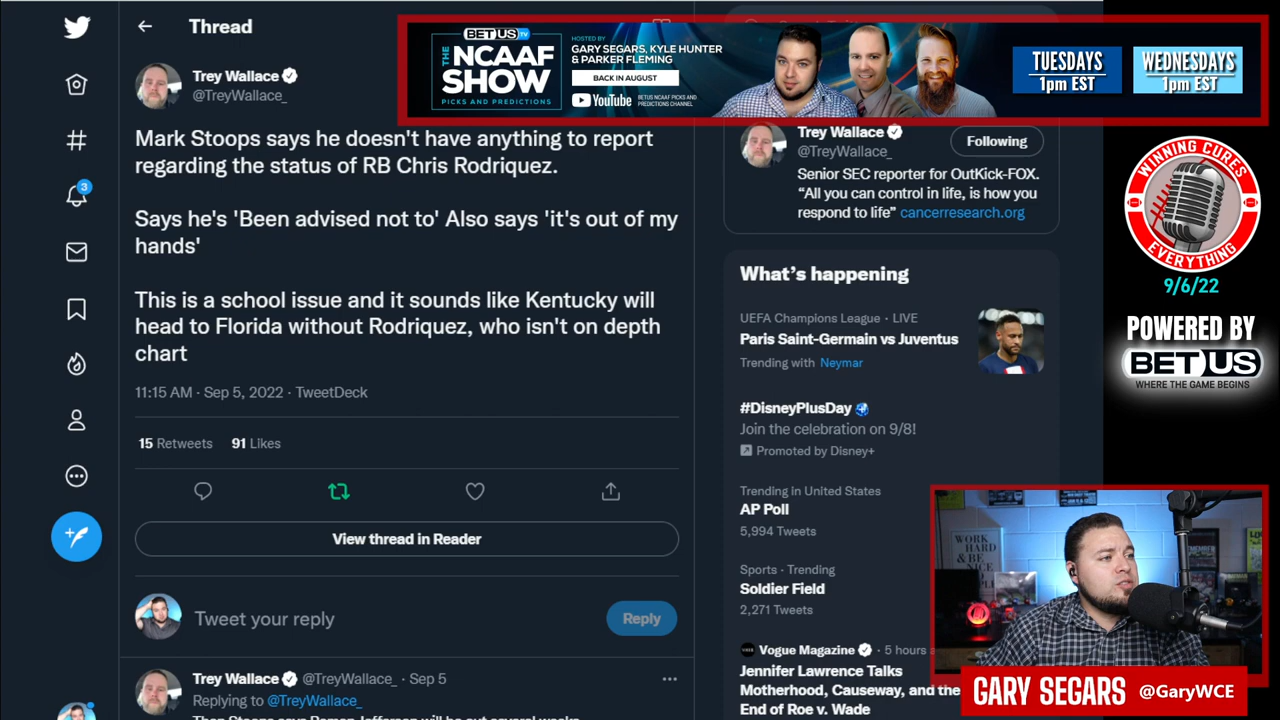 Thread
Trey Wallace
@TreyWallace_
Mark Stoops says he doesn't have anything to report
regarding the status of RB Chris Rodriquez.
Says he's 'Been advised not to' Also says 'it's out of my
hands'
This is a school issue and it sounds like Kentucky will
head to Florida without Rodriquez, who isn't on depth
chart
11:15 AM · Sep 5, 2022 · TweetDeck
15 Retweets 91 Likes
View thread in Reader
Tweet your reply
Reply
Trey Wallace @TreyWallace_ · Sep 5
Replying to @TreyWallace_
3
BETUS TV
THE NCAAF
SHOW
PICKS AND PREDICTIONS
HOSTED BY
GARY SEGARS, KYLE HUNTER
& PARKER FLEMING
BACK IN AUGUST
YouTube
BETUS NCAAF PICKS AND
PREDICTIONS CHANNEL
TUESDAYS
1pm EST
WEDNESDAYS
1pm EST
Trey Wallace
@TreyWallace_
Following
Senior SEC reporter for OutKick-FOX.
“All you can control in life, is how you
respond to life” cancerresearch.org
What's happening
UEFA Champions League · LIVE
Paris Saint-Germain vs Juventus
Trending with Neymar
#DisneyPlusDay
Join the celebration on 9/8!
Promoted by Disney+
Trending in United States
AP Poll
5,994 Tweets
Sports · Trending
Soldier Field
2,271 Tweets
Vogue Magazine · 5 hours a
Jennifer Lawrence Talks
Motherhood, Causeway, and the
End of Roe v. Wade
WINNING CURES
EVERYTHING
9/6/22
POWERED BY
BETUS
WHERE THE GAME BEGINS
WORK
HARD
& BE
NICE
GARY SEGARS @GaryWCE